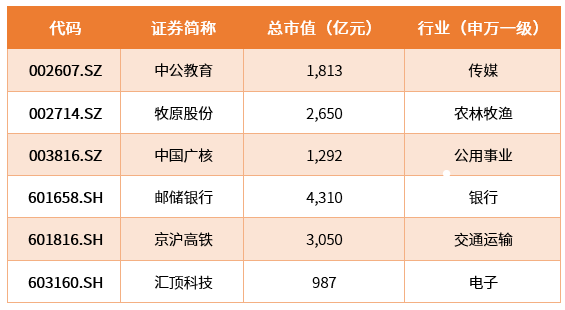 代码 证券简称 总市值（亿元） 行业（申万一级）
002607.SZ 中公教育 1,813 传媒
002714.SZ 牧原股份 2,650 农林牧渔
003816.SZ 中国广核 1,292 公用事业
601658.SH 邮储银行 4,310 银行
601816.SH 京沪高铁 3,050 交通运输
603160.SH 汇顶科技 987 电子